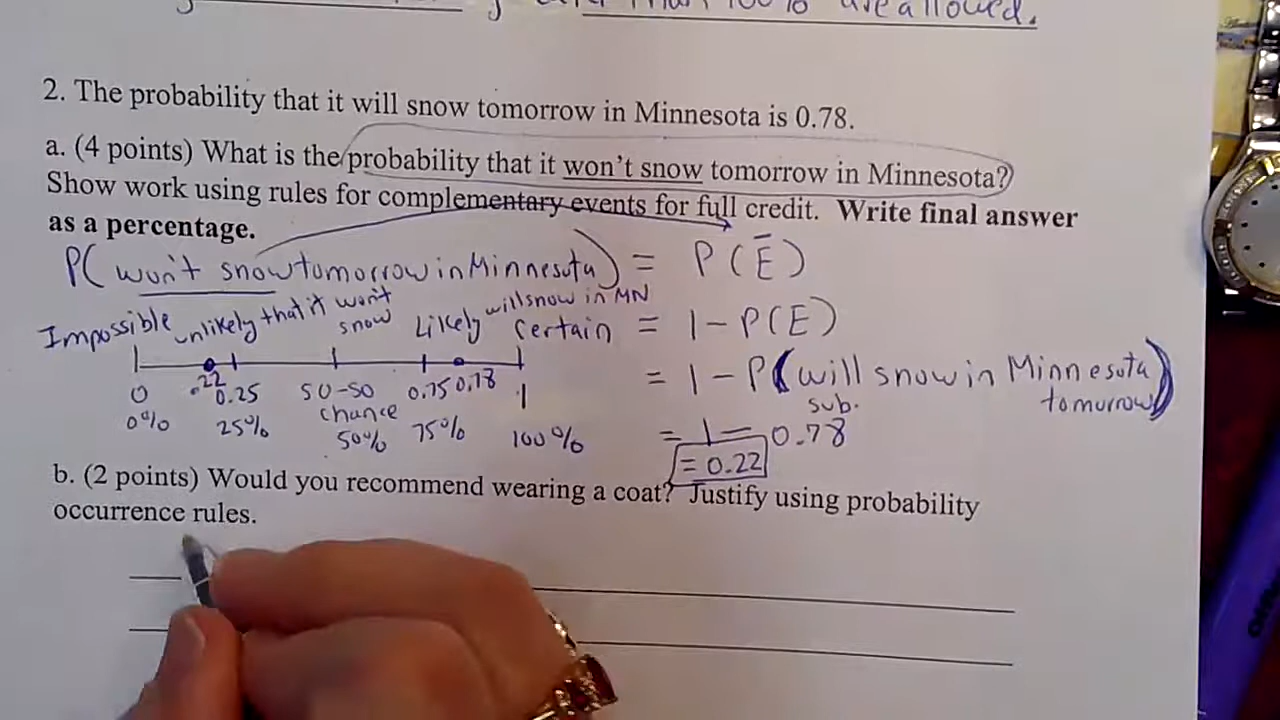 than 100% are allowed.
2. The probability that it will snow tomorrow in Minnesota is 0.78.
a. (4 points) What is the probability that it won't snow tomorrow in Minnesota?
Show work using rules for complementary events for full credit. Write final answer
as a percentage.
P(won't snow tomorrow in Minnesota) = P(Ē)
Impossible unlikely that it won't snow Likely will snow in MN Certain = 1 - P(E)
= 1 - P(will snow in Minnesota tomorrow)
0 .22 0.25 50-50 chance 0.75 0.78 1
sub.
0% 25% 50% 75% 100%
= 1 - 0.78
= 0.22
b. (2 points) Would you recommend wearing a coat? Justify using probability
occurrence rules.